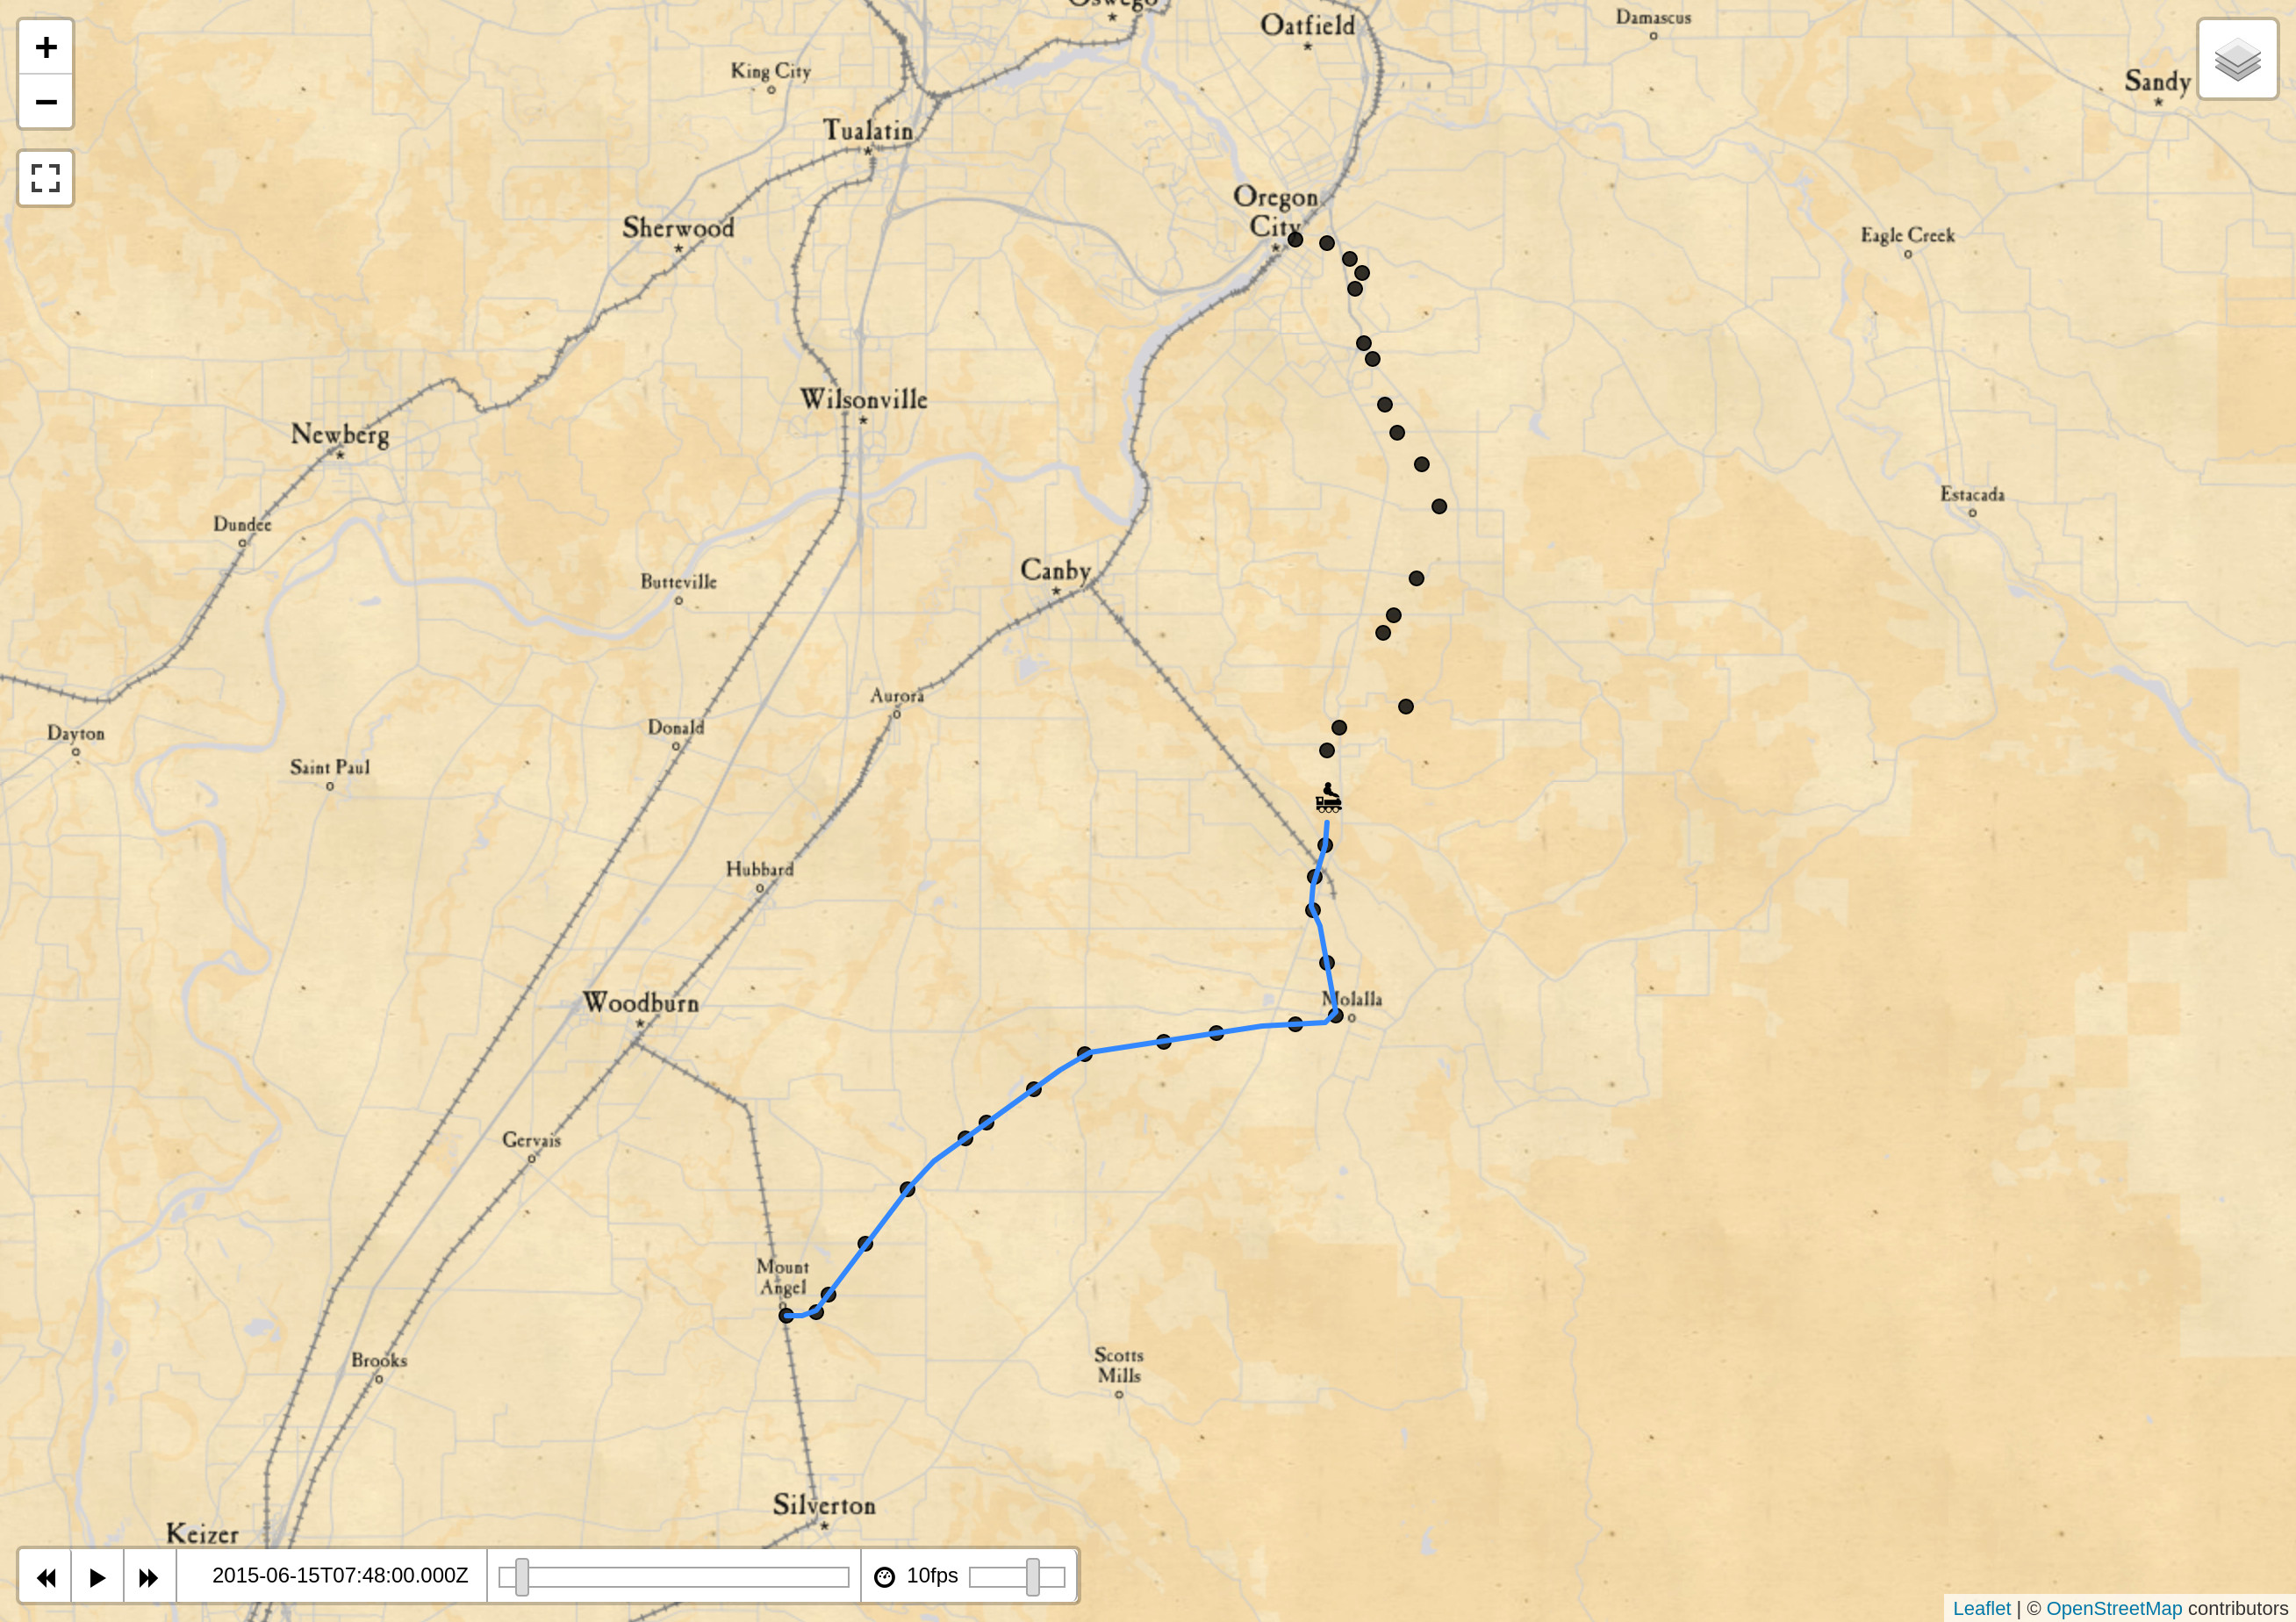 Oswego
Oatfield
Damascus
+
−
King City
Sandy
Tualatin
Oregon
City
Sherwood
Eagle Creek
Wilsonville
Newberg
Estacada
Dundee
Canby
Butteville
Aurora
Donald
Dayton
Saint Paul
Hubbard
Woodburn
Molalla
Gervais
Mount
Angel
Brooks
Scotts
Mills
Silverton
Keizer
2015-06-15T07:48:00.000Z
10fps
Leaflet | © OpenStreetMap contributors